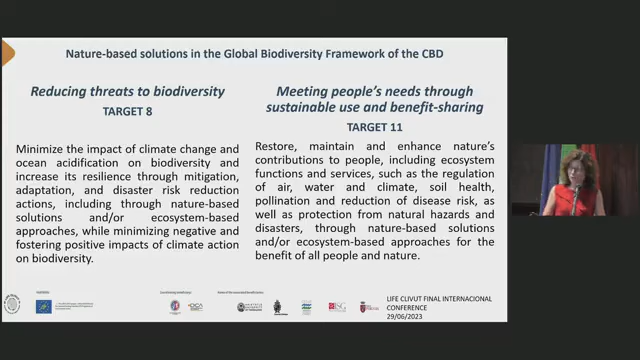 Nature-based solutions in the Global Biodiversity Framework of the CBD
Reducing threats to biodiversity
TARGET 8
Minimize the impact of climate change and
ocean acidification on biodiversity and
increase its resilience through mitigation,
adaptation, and disaster risk reduction
actions, including through nature-based
solutions and/or ecosystem-based
approaches, while minimizing negative and
fostering positive impacts of climate action
on biodiversity.
Meeting people's needs through
sustainable use and benefit-sharing
TARGET 11
Restore, maintain and enhance nature's
contributions to people, including ecosystem
functions and services, such as the regulation
of air, water and climate, soil health,
pollination and reduction of disease risk, as
well as protection from natural hazards and
disasters, through nature-based solutions
and/or ecosystem-based approaches for the
benefit of all people and nature.
LIFE CLIVUT FINAL INTERNACIONAL
CONFERENCE
29/06/2023